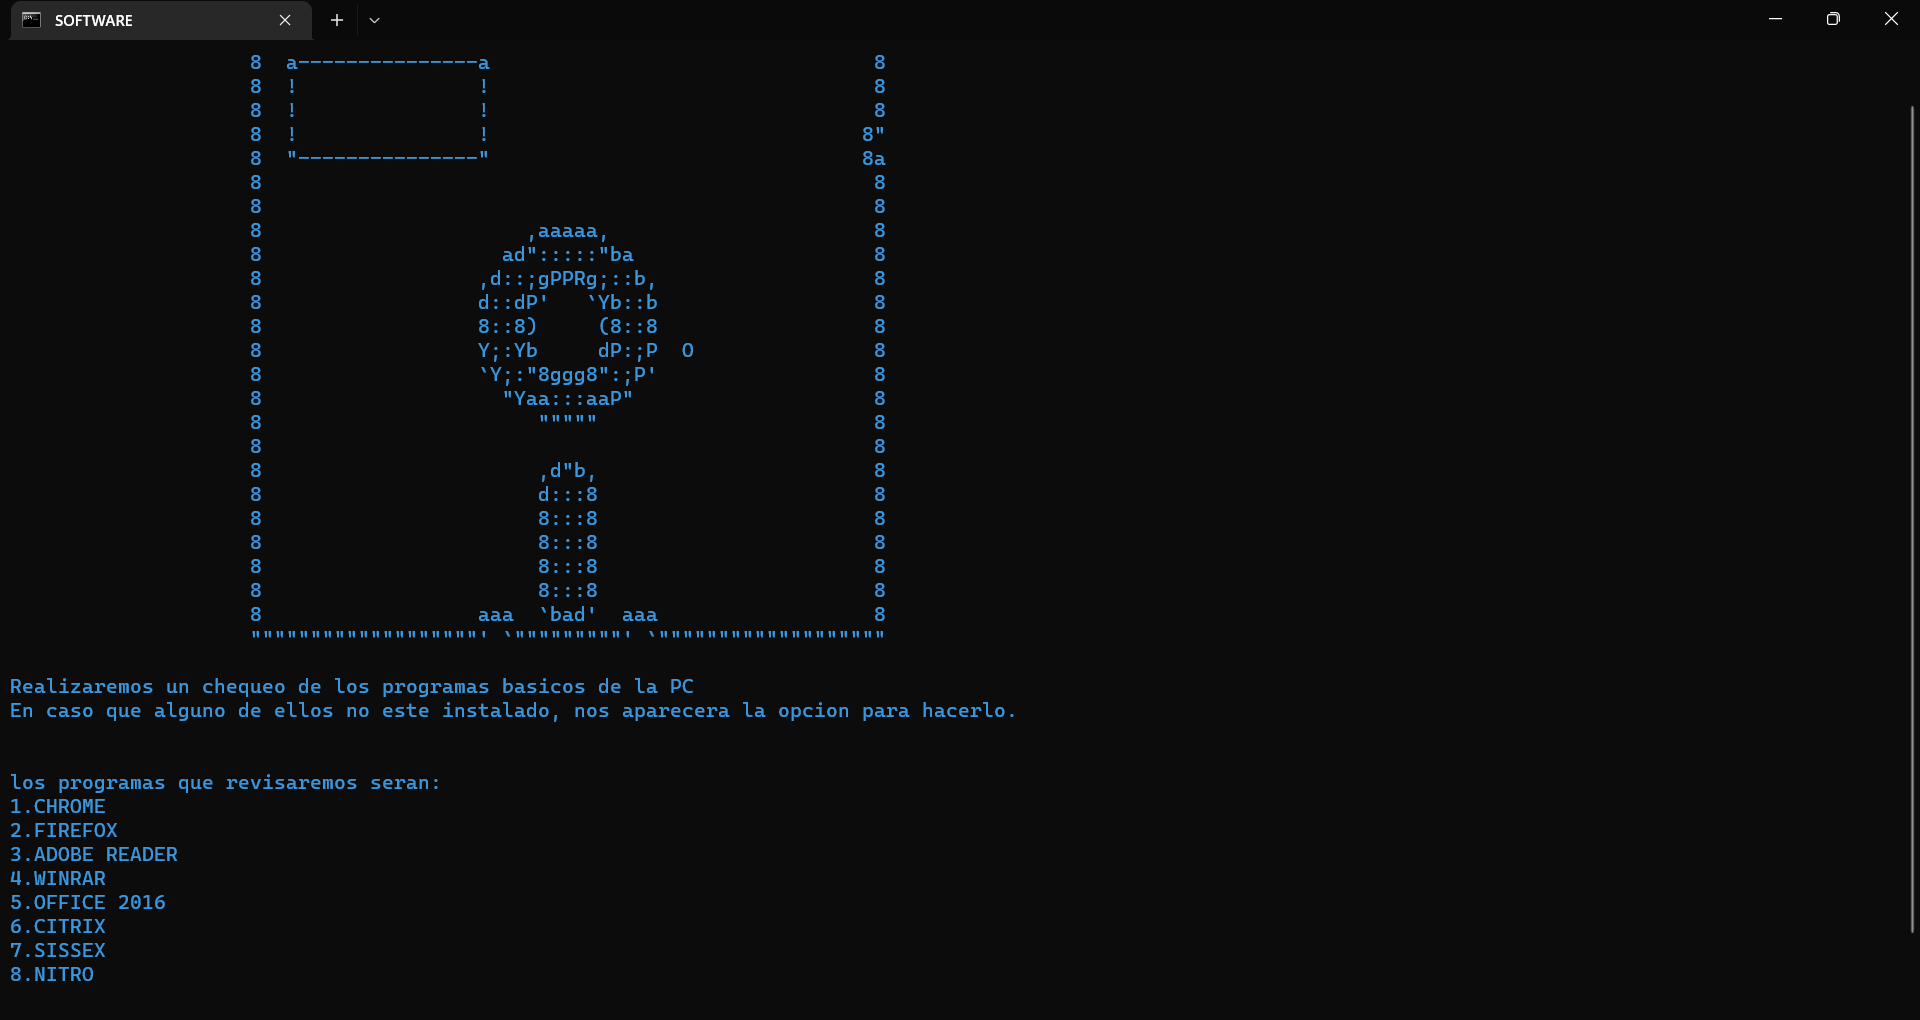 SOFTWARE
8  a---------------a                                8
8  !               !                                8
8  !               !                                8
8  !               !                               8"
8  "---------------"                               8a
8                                                   8
8                                                   8
8                      ,aaaaa,                      8
8                    ad":::::"ba                    8
8                  ,d::;gPPRg;::b,                  8
8                  d::dP'   `Yb::b                  8
8                  8::8)     (8::8                  8
8                  Y;:Yb     dP:;P  O               8
8                  `Y;:"8ggg8":;P'                  8
8                    "Yaa:::aaP"                    8
8                       """""                       8
8                                                   8
8                       ,d"b,                       8
8                       d:::8                       8
8                       8:::8                       8
8                       8:::8                       8
8                       8:::8                       8
8                       8:::8                       8
8                  aaa  `bad'  aaa                  8
"""""""""""""""""""' `"""""""""' `"""""""""""""""""""
Realizaremos un chequeo de los programas basicos de la PC
En caso que alguno de ellos no este instalado, nos aparecera la opcion para hacerlo.
los programas que revisaremos seran:
1.CHROME
2.FIREFOX
3.ADOBE READER
4.WINRAR
5.OFFICE 2016
6.CITRIX
7.SISSEX
8.NITRO